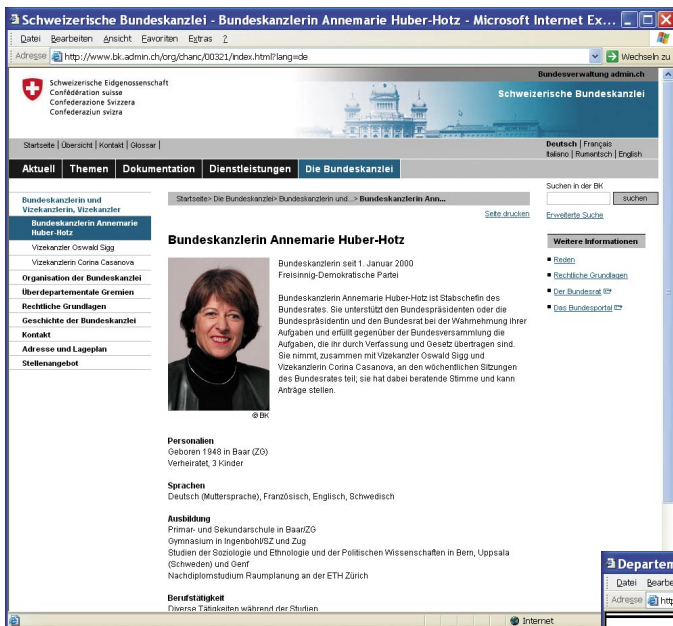 Schweizerische Bundeskanzlei - Bundeskanzlerin Annemarie Huber-Hotz - Microsoft Internet Ex...
Datei Bearbeiten Ansicht Favoriten Extras ?
Adresse http://www.bk.admin.ch/org/chanc/00321/index.html?lang=de Wechseln zu
Bundesverwaltung admin.ch
Schweizerische Eidgenossenschaft
Confédération suisse
Confederazione Svizzera
Confederaziun svizra
Schweizerische Bundeskanzlei
Startseite | Übersicht | Kontakt | Glossar |
Deutsch | Français
Italiano | Rumantsch | English
Aktuell Themen Dokumentation Dienstleistungen Die Bundeskanzlei
Bundeskanzlerin und
Vizekanzlerin, Vizekanzler
Bundeskanzlerin Annemarie
Huber-Hotz
Vizekanzler Oswald Sigg
Vizekanzlerin Corina Casanova
Organisation der Bundeskanzlei
Überdepartementale Gremien
Rechtliche Grundlagen
Geschichte der Bundeskanzlei
Kontakt
Adresse und Lageplan
Stellenangebot
Startseite> Die Bundeskanzlei> Bundeskanzlerin und...> Bundeskanzlerin Ann...
Seite drucken
Bundeskanzlerin Annemarie Huber-Hotz
Bundeskanzlerin seit 1. Januar 2000
Freisinnig-Demokratische Partei
Bundeskanzlerin Annemarie Huber-Hotz ist Stabschefin des
Bundesrates. Sie unterstützt den Bundespräsidenten oder die
Bundespräsidentin und den Bundesrat bei der Wahrnehmung ihrer
Aufgaben und erfüllt gegenüber der Bundesversammlung die
Aufgaben, die ihr durch Verfassung und Gesetz übertragen sind.
Sie nimmt, zusammen mit Vizekanzler Oswald Sigg und
Vizekanzlerin Corina Casanova, an den wöchentlichen Sitzungen
des Bundesrates teil; sie hat dabei beratende Stimme und kann
Anträge stellen.
© BK
Personalien
Geboren 1948 in Baar (ZG)
Verheiratet, 3 Kinder
Sprachen
Deutsch (Muttersprache), Französisch, Englisch, Schwedisch
Ausbildung
Primar- und Sekundarschule in Baar/ZG
Gymnasium in Ingenbohl/SZ und Zug
Studien der Soziologie und Ethnologie und der Politischen Wissenschaften in Bern, Uppsala
(Schweden) und Genf
Nachdiplomstudium Raumplanung an der ETH Zürich
Berufstätigkeit
Diverse Tätigkeiten während der Studien
Suchen in der BK
suchen
Erweiterte Suche
Weitere Informationen
Reden
Rechtliche Grundlagen
Der Bundesrat
Das Bundesportal
Internet
Departem
Datei Bearbe
Adresse http